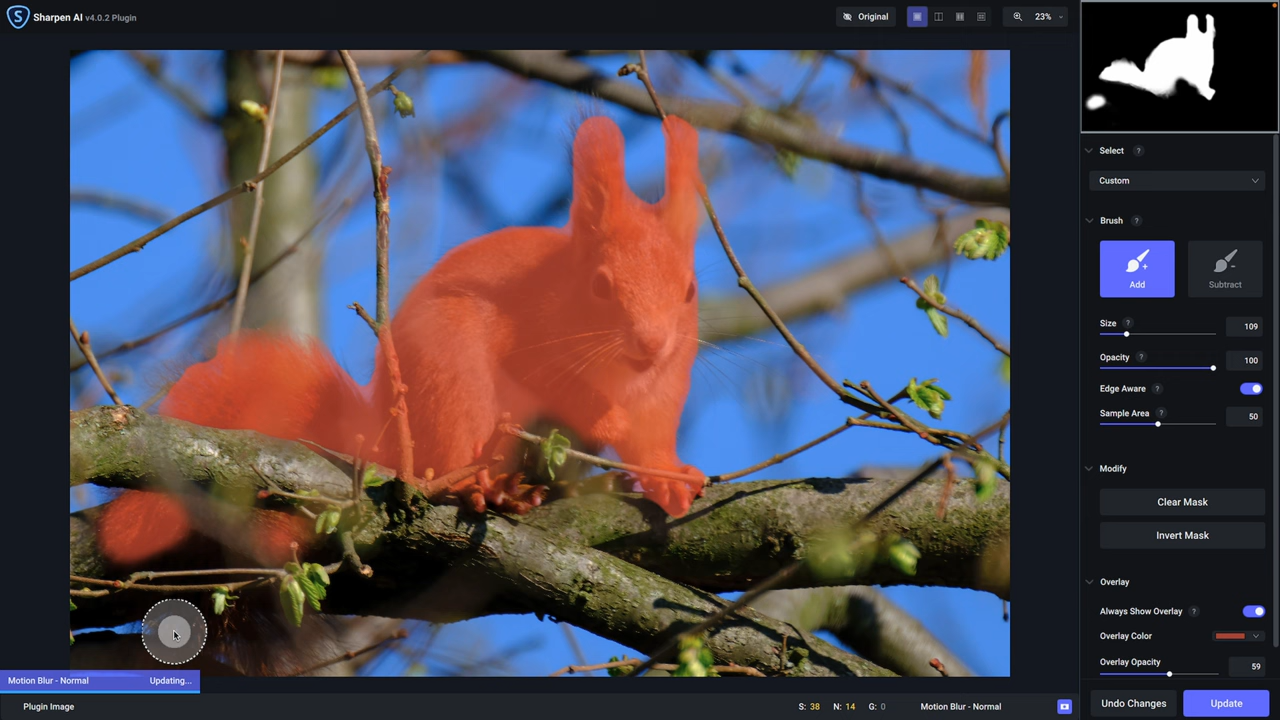 Sharpen AI v4.0.2 Plugin
Original
23%
Select ?
Custom
Brush ?
Add
Subtract
Size ?
109
Opacity ?
100
Edge Aware ?
Sample Area ?
50
Modify
Clear Mask
Invert Mask
Overlay
Always Show Overlay ?
Overlay Color
Overlay Opacity
59
Undo Changes
Update
Motion Blur - Normal
Updating...
Plugin Image
S: 38
N: 14
G: 0
Motion Blur - Normal